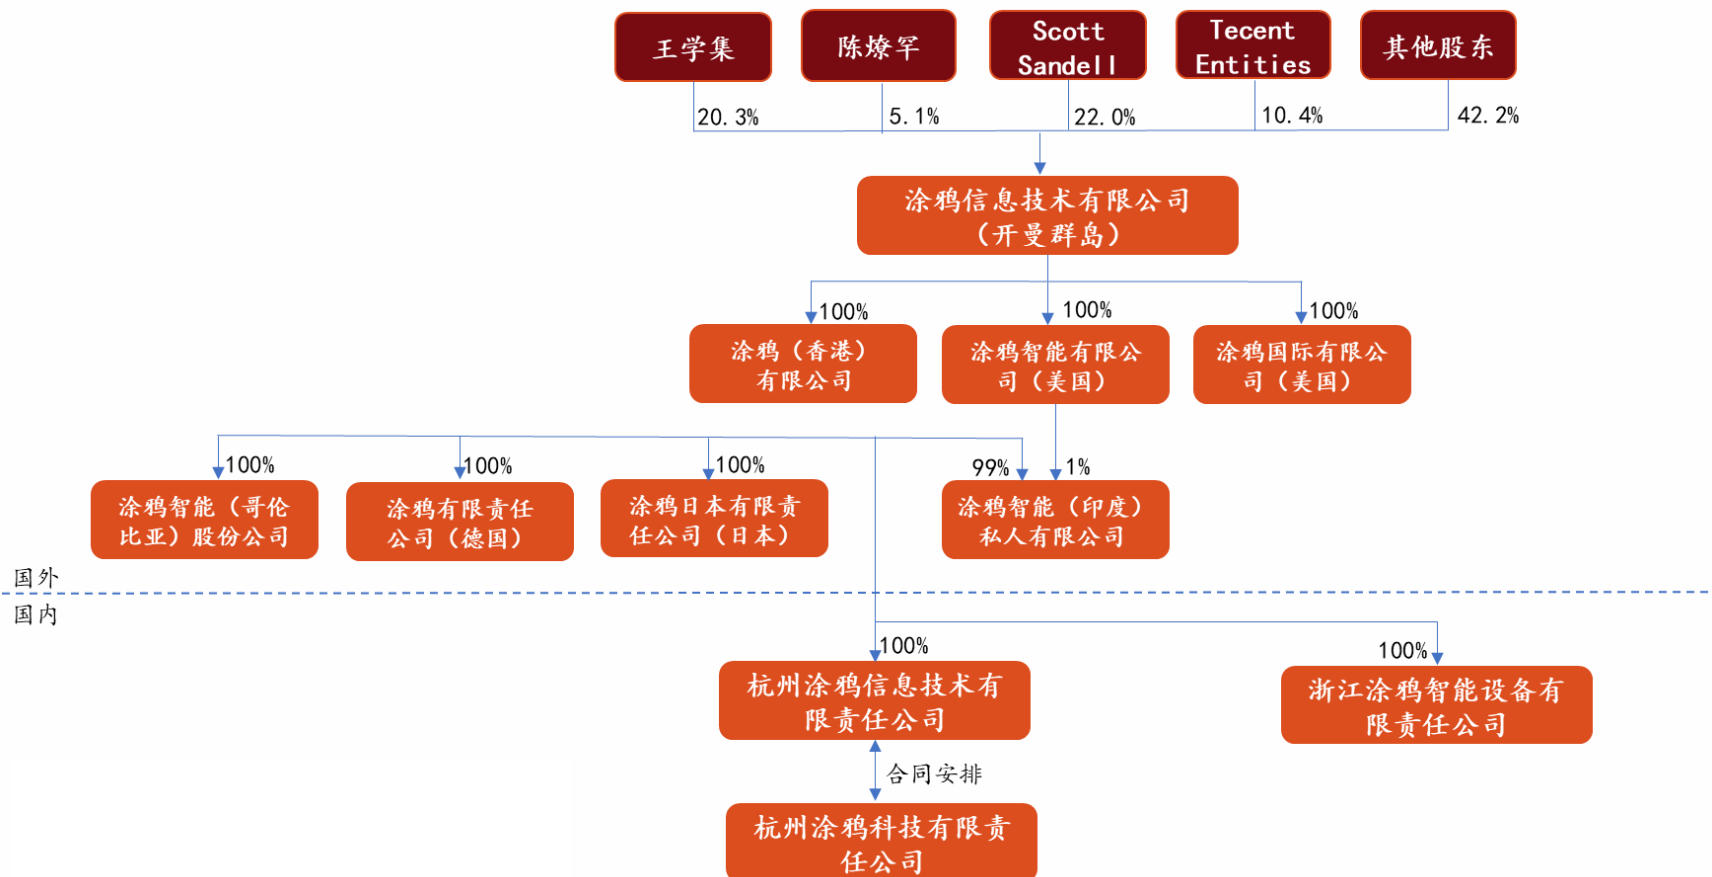 王学集
陈燎罕
Scott
Sandell
Tecent
Entities
其他股东
20.3%
5.1%
22.0%
10.4%
42.2%
涂鸦信息技术有限公司
（开曼群岛）
100%
100%
100%
涂鸦（香港）
有限公司
涂鸦智能有限公
司（美国）
涂鸦国际有限公
司（美国）
100%
100%
100%
99%
1%
涂鸦智能（哥伦
比亚）股份公司
涂鸦有限责任
公司（德国）
涂鸦日本有限责
任公司（日本）
涂鸦智能（印度）
私人有限公司
国外
国内
100%
100%
杭州涂鸦信息技术有
限责任公司
浙江涂鸦智能设备有
限责任公司
合同安排
杭州涂鸦科技有限责
任公司